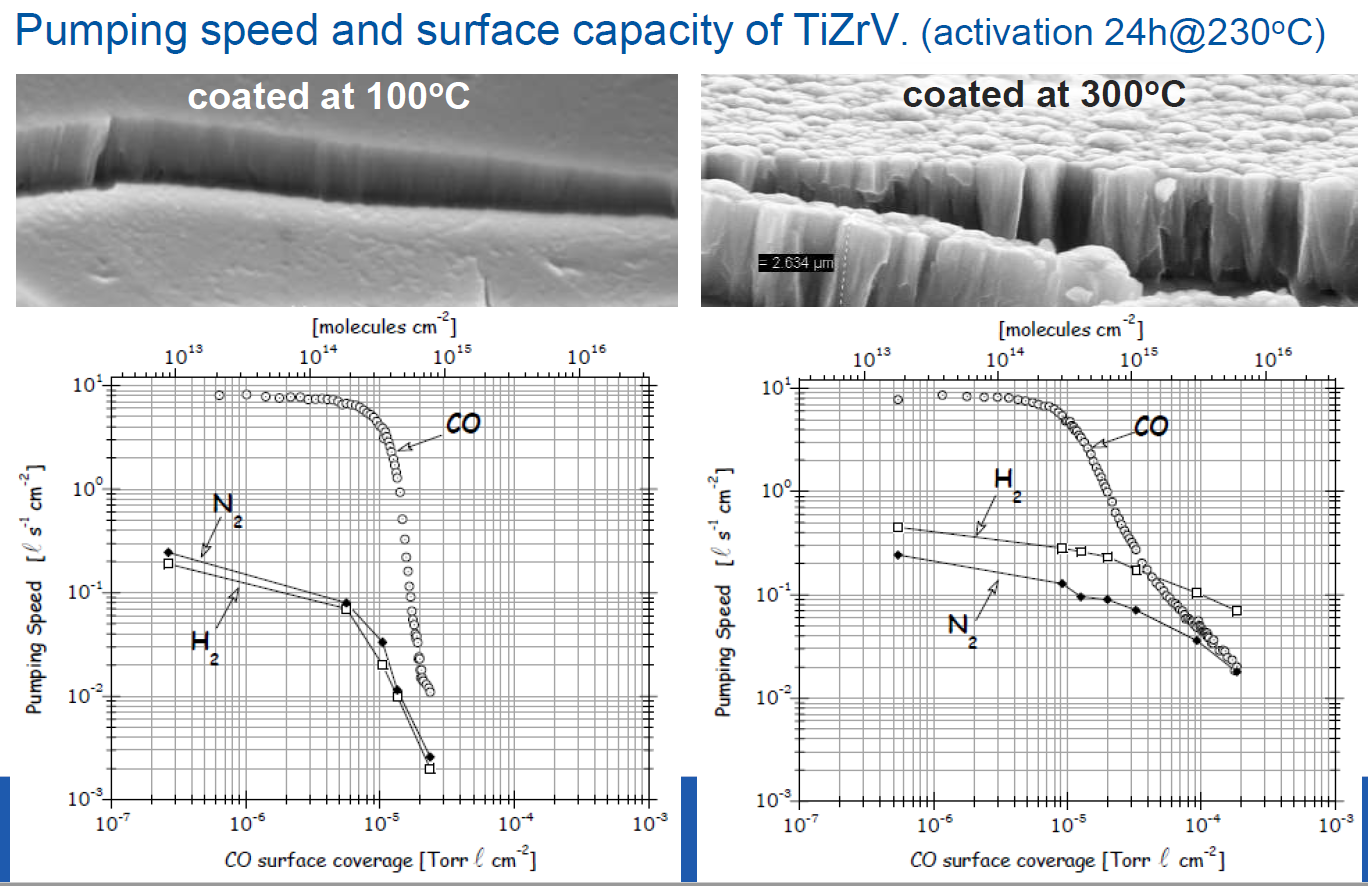 Pumping speed and surface capacity of TiZrV. (activation 24h@230ºC)
coated at 100ºC
coated at 300ºC
= 2.634 µm
[molecules cm⁻²]
10¹³ 10¹⁴ 10¹⁵ 10¹⁶
10¹
10⁰
10⁻¹
10⁻²
10⁻³
Pumping Speed [ℓ s⁻¹ cm⁻²]
CO
N₂
H₂
10⁻⁷ 10⁻⁶ 10⁻⁵ 10⁻⁴ 10⁻³
CO surface coverage [Torr ℓ cm⁻²]
[molecules cm⁻²]
10¹³ 10¹⁴ 10¹⁵ 10¹⁶
10¹
10⁰
10⁻¹
10⁻²
10⁻³
Pumping Speed [ℓ s⁻¹ cm⁻²]
CO
H₂
N₂
10⁻⁷ 10⁻⁶ 10⁻⁵ 10⁻⁴ 10⁻³
CO surface coverage [Torr ℓ cm⁻²]